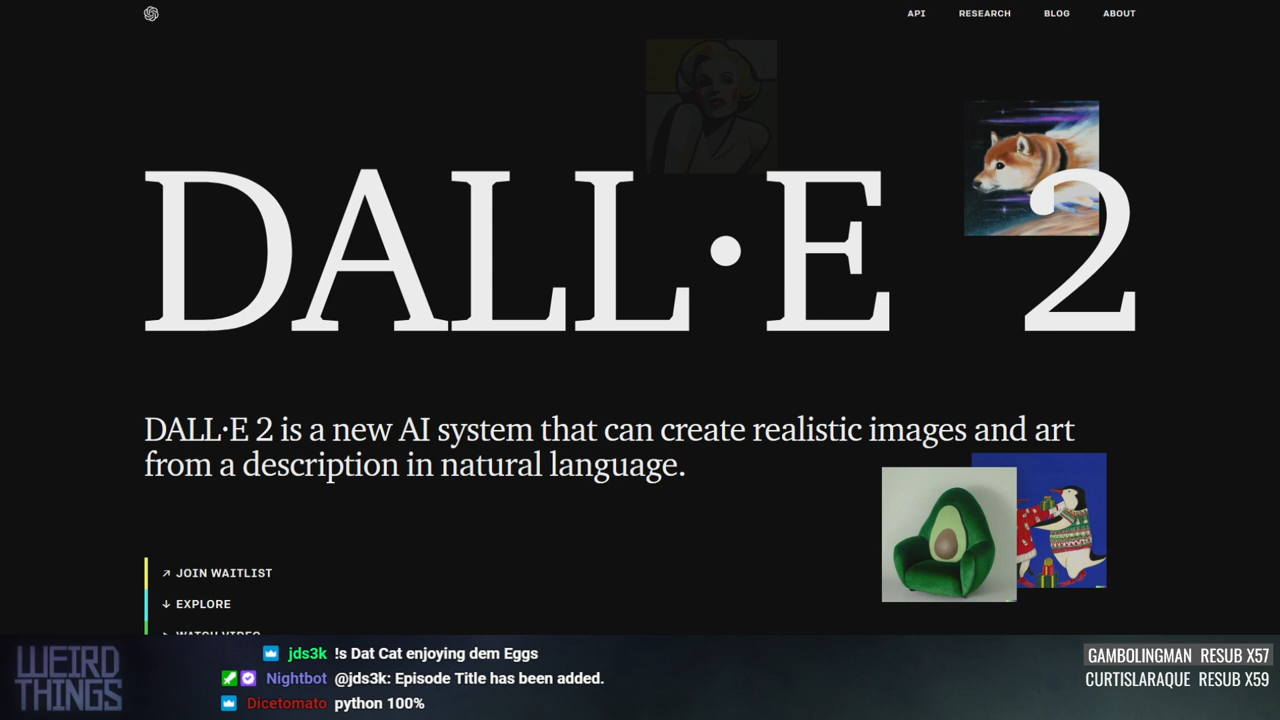 API RESEARCH BLOG ABOUT
DALL·E 2
DALL·E 2 is a new AI system that can create realistic images and art
from a description in natural language.
↗ JOIN WAITLIST
↓ EXPLORE
WATCH VIDEO
WEIRD
THINGS
jds3k !s Dat Cat enjoying dem Eggs
Nightbot @jds3k: Episode Title has been added.
Dicetomato python 100%
GAMBOLINGMAN RESUB X57
CURTISLARAQUE RESUB X59